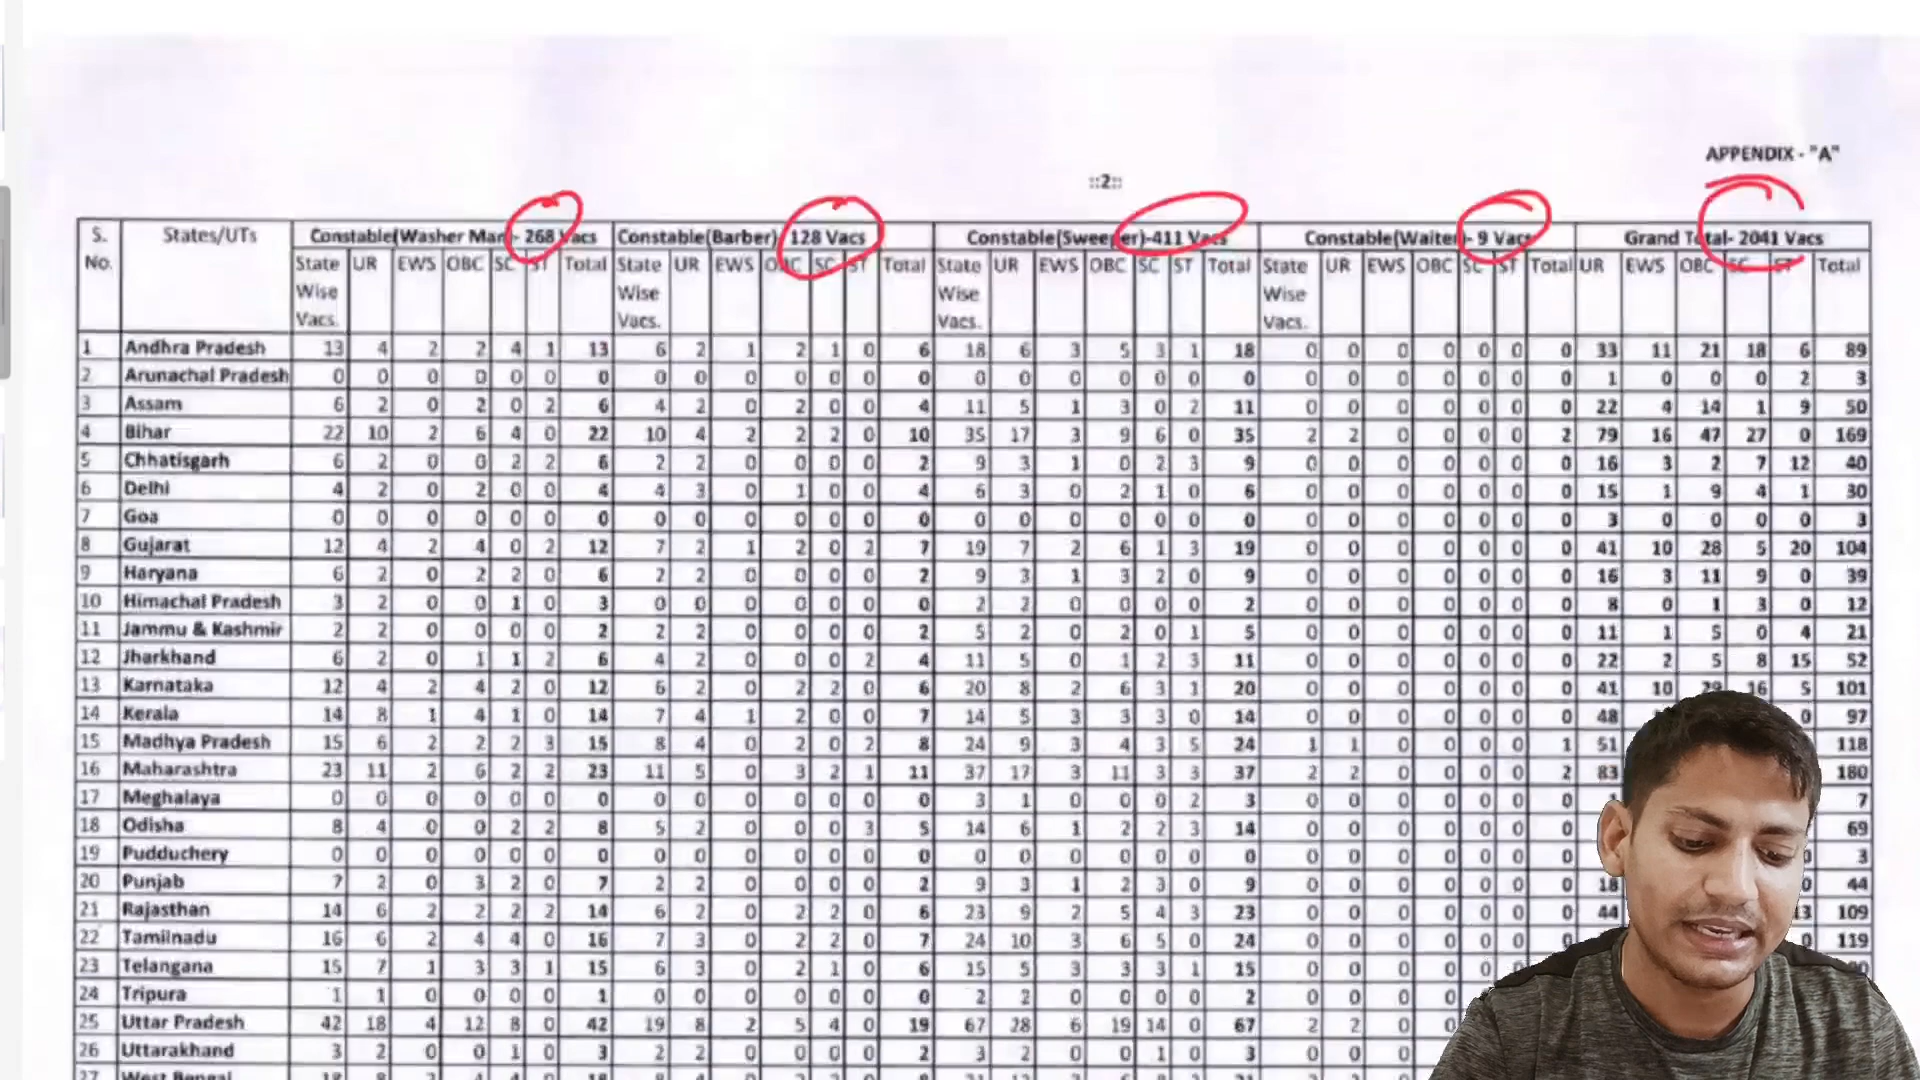 APPENDIX - "A"
::2::
S. No. States/UTs Constable(Washer Man)- 268 Vacs Constable(Barber) 128 Vacs Constable(Sweeper)-411 Vacs Constable(Waiter)- 9 Vacs Grand Total- 2041 Vacs
State Wise Vacs. UR EWS OBC SC ST Total State Wise Vacs. UR EWS OBC SC ST Total State Wise Vacs. UR EWS OBC SC ST Total State Wise Vacs. UR EWS OBC SC ST Total UR EWS OBC SC ST Total
1 Andhra Pradesh 13 4 2 2 4 1 13 6 2 1 2 1 0 6 18 6 3 5 3 1 18 0 0 0 0 0 0 0 33 11 21 18 6 89
2 Arunachal Pradesh 0 0 0 0 0 0 0 0 0 0 0 0 0 0 0 0 0 0 0 0 0 0 0 0 0 0 0 0 1 0 0 0 2 3
3 Assam 6 2 0 2 0 2 6 4 2 0 2 0 0 4 11 5 1 3 0 2 11 0 0 0 0 0 0 0 22 4 14 1 9 50
4 Bihar 22 10 2 6 4 0 22 10 4 2 2 2 0 10 35 17 3 9 6 0 35 2 2 0 0 0 0 2 79 16 47 27 0 169
5 Chhatisgarh 6 2 0 0 2 2 6 2 2 0 0 0 0 2 9 3 1 0 2 3 9 0 0 0 0 0 0 0 16 3 2 7 12 40
6 Delhi 4 2 0 2 0 0 4 4 3 0 1 0 0 4 6 3 0 2 1 0 6 0 0 0 0 0 0 0 15 1 9 4 1 30
7 Goa 0 0 0 0 0 0 0 0 0 0 0 0 0 0 0 0 0 0 0 0 0 0 0 0 0 0 0 0 3 0 0 0 0 3
8 Gujarat 12 4 2 4 0 2 12 7 2 1 2 0 2 7 19 7 2 6 1 3 19 0 0 0 0 0 0 0 41 10 28 5 20 104
9 Haryana 6 2 0 2 2 0 6 2 2 0 0 0 0 2 9 3 1 3 2 0 9 0 0 0 0 0 0 0 16 3 11 9 0 39
10 Himachal Pradesh 3 2 0 0 1 0 3 0 0 0 0 0 0 0 2 2 0 0 0 0 2 0 0 0 0 0 0 0 8 0 1 3 0 12
11 Jammu & Kashmir 2 2 0 0 0 0 2 2 2 0 0 0 0 2 5 2 0 2 0 1 5 0 0 0 0 0 0 0 11 1 5 0 4 21
12 Jharkhand 6 2 0 1 1 2 6 4 2 0 0 0 2 4 11 5 0 1 2 3 11 0 0 0 0 0 0 0 22 2 5 8 15 52
13 Karnataka 12 4 2 4 2 0 12 6 2 0 2 2 0 6 20 8 2 6 3 1 20 0 0 0 0 0 0 0 41 10 29 16 5 101
14 Kerala 14 8 1 4 1 0 14 7 4 1 2 0 0 7 14 5 3 3 3 0 14 0 0 0 0 0 0 0 48 0 97
15 Madhya Pradesh 15 6 2 2 2 3 15 8 4 0 2 0 2 8 24 9 3 4 3 5 24 1 1 0 0 0 0 1 51 118
16 Maharashtra 23 11 2 6 2 2 23 11 5 0 3 2 1 11 37 17 3 11 3 3 37 2 2 0 0 0 0 2 83 180
17 Meghalaya 0 0 0 0 0 0 0 0 0 0 0 0 0 0 3 1 0 0 0 2 3 0 0 0 0 0 0 0 7
18 Odisha 8 4 0 0 2 2 8 5 2 0 0 0 3 5 14 6 1 2 2 3 14 0 0 0 0 0 0 0 69
19 Pudduchery 0 0 0 0 0 0 0 0 0 0 0 0 0 0 0 0 0 0 0 0 0 0 0 0 0 0 0 0 0 3
20 Punjab 7 2 0 3 2 0 7 2 2 0 0 0 0 2 9 3 1 2 3 0 9 0 0 0 0 0 0 0 18 0 44
21 Rajasthan 14 6 2 2 2 2 14 6 2 0 2 2 0 6 23 9 2 5 4 3 23 0 0 0 0 0 0 0 44 13 109
22 Tamilnadu 16 6 2 4 4 0 16 7 3 0 2 2 0 7 24 10 3 6 5 0 24 0 0 0 0 0 0 0 0 119
23 Telangana 15 7 1 3 3 1 15 6 3 0 2 1 0 6 15 5 3 3 3 1 15 0 0 0 0 0 0
24 Tripura 1 1 0 0 0 0 1 0 0 0 0 0 0 0 2 2 0 0 0 0 2 0 0 0 0 0
25 Uttar Pradesh 42 18 4 12 8 0 42 19 8 2 5 4 0 19 67 28 6 19 14 0 67 2 2 0 0
26 Uttarakhand 3 2 0 0 1 0 3 2 2 0 0 0 0 2 3 2 0 0 1 0 3 0 0 0
27 West Bengal